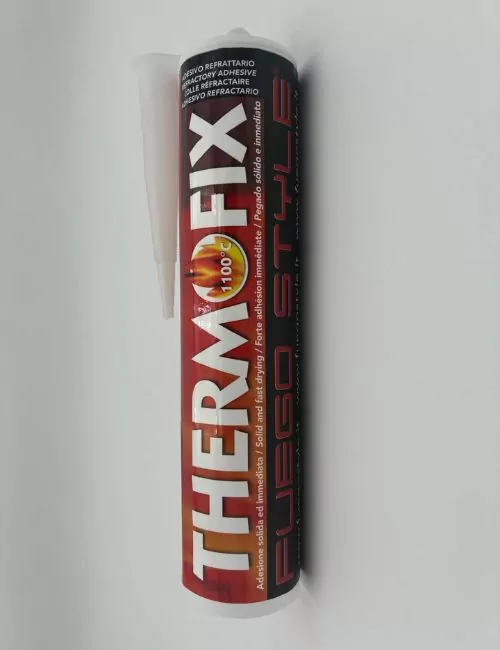 ADESIVO REFRATTARIO
REFRACTORY ADHESIVE
COLLE RÉFRACTAIRE
ADHESIVO REFRACTARIO
THERMOFIX
1100°C
Adesione solida ed immediata / Solid and fast drying / Forte adhésion immédiate / Pegado sólido e inmediato
FUEGO STYLE